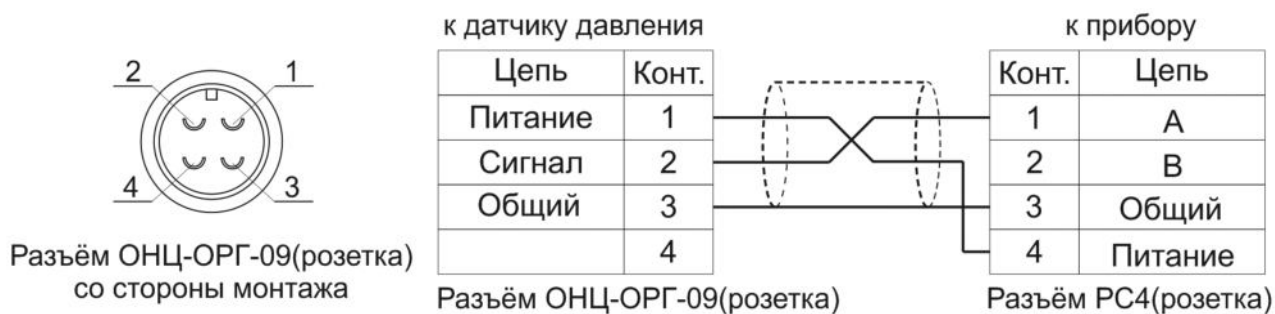 2
1
4
3
Разъём ОНЦ-ОРГ-09(розетка)
со стороны монтажа
к датчику давления
Цепь Конт.
Питание 1
Сигнал 2
Общий 3
4
Разъём ОНЦ-ОРГ-09(розетка)
к прибору
Конт. Цепь
1 А
2 В
3 Общий
4 Питание
Разъём РС4(розетка)